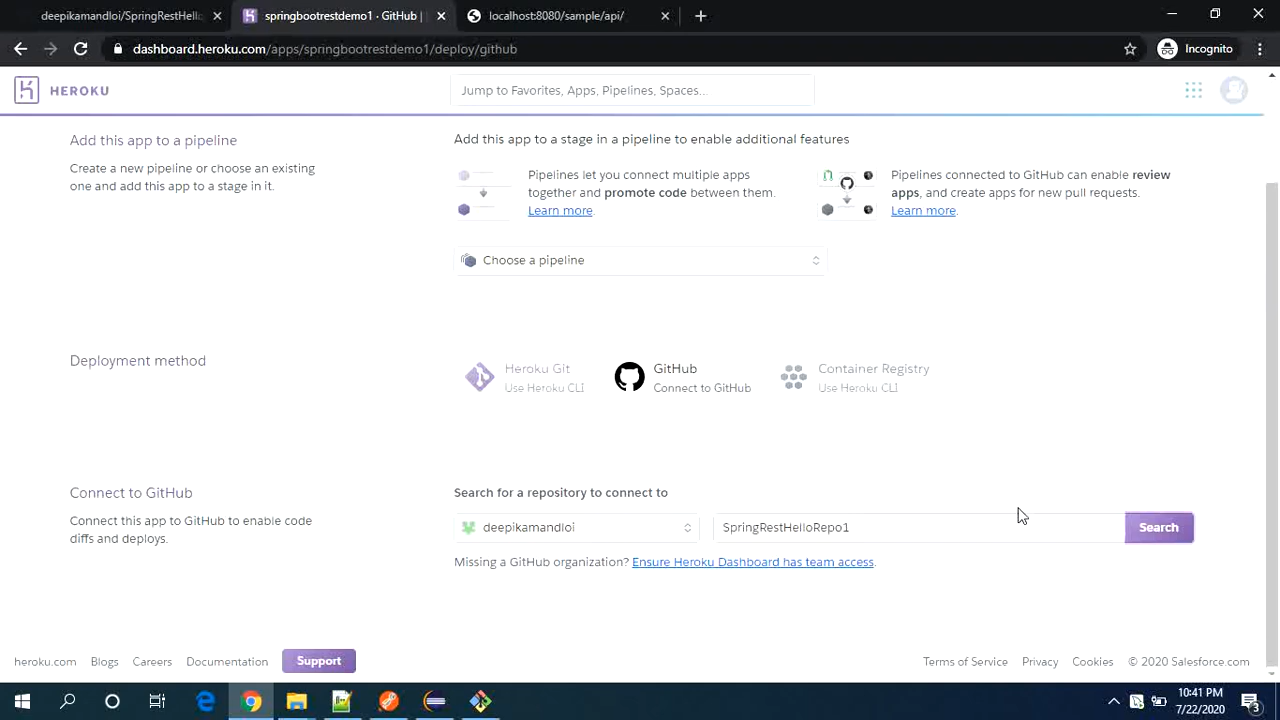 deepikamandloi/SpringRestHello
springbootrestdemo1 · GitHub |
localhost:8080/sample/api/
dashboard.heroku.com/apps/springbootrestdemo1/deploy/github
Incognito
HEROKU
Jump to Favorites, Apps, Pipelines, Spaces...
Add this app to a pipeline
Create a new pipeline or choose an existing
one and add this app to a stage in it.
Add this app to a stage in a pipeline to enable additional features
Pipelines let you connect multiple apps
together and promote code between them.
Learn more.
Pipelines connected to GitHub can enable review
apps, and create apps for new pull requests.
Learn more.
Choose a pipeline
Deployment method
Heroku Git
Use Heroku CLI
GitHub
Connect to GitHub
Container Registry
Use Heroku CLI
Connect to GitHub
Connect this app to GitHub to enable code
diffs and deploys.
Search for a repository to connect to
deepikamandloi
SpringRestHelloRepo1
Search
Missing a GitHub organization? Ensure Heroku Dashboard has team access.
heroku.com
Blogs
Careers
Documentation
Support
Terms of Service
Privacy
Cookies
© 2020 Salesforce.com
10:41 PM
7/22/2020
3